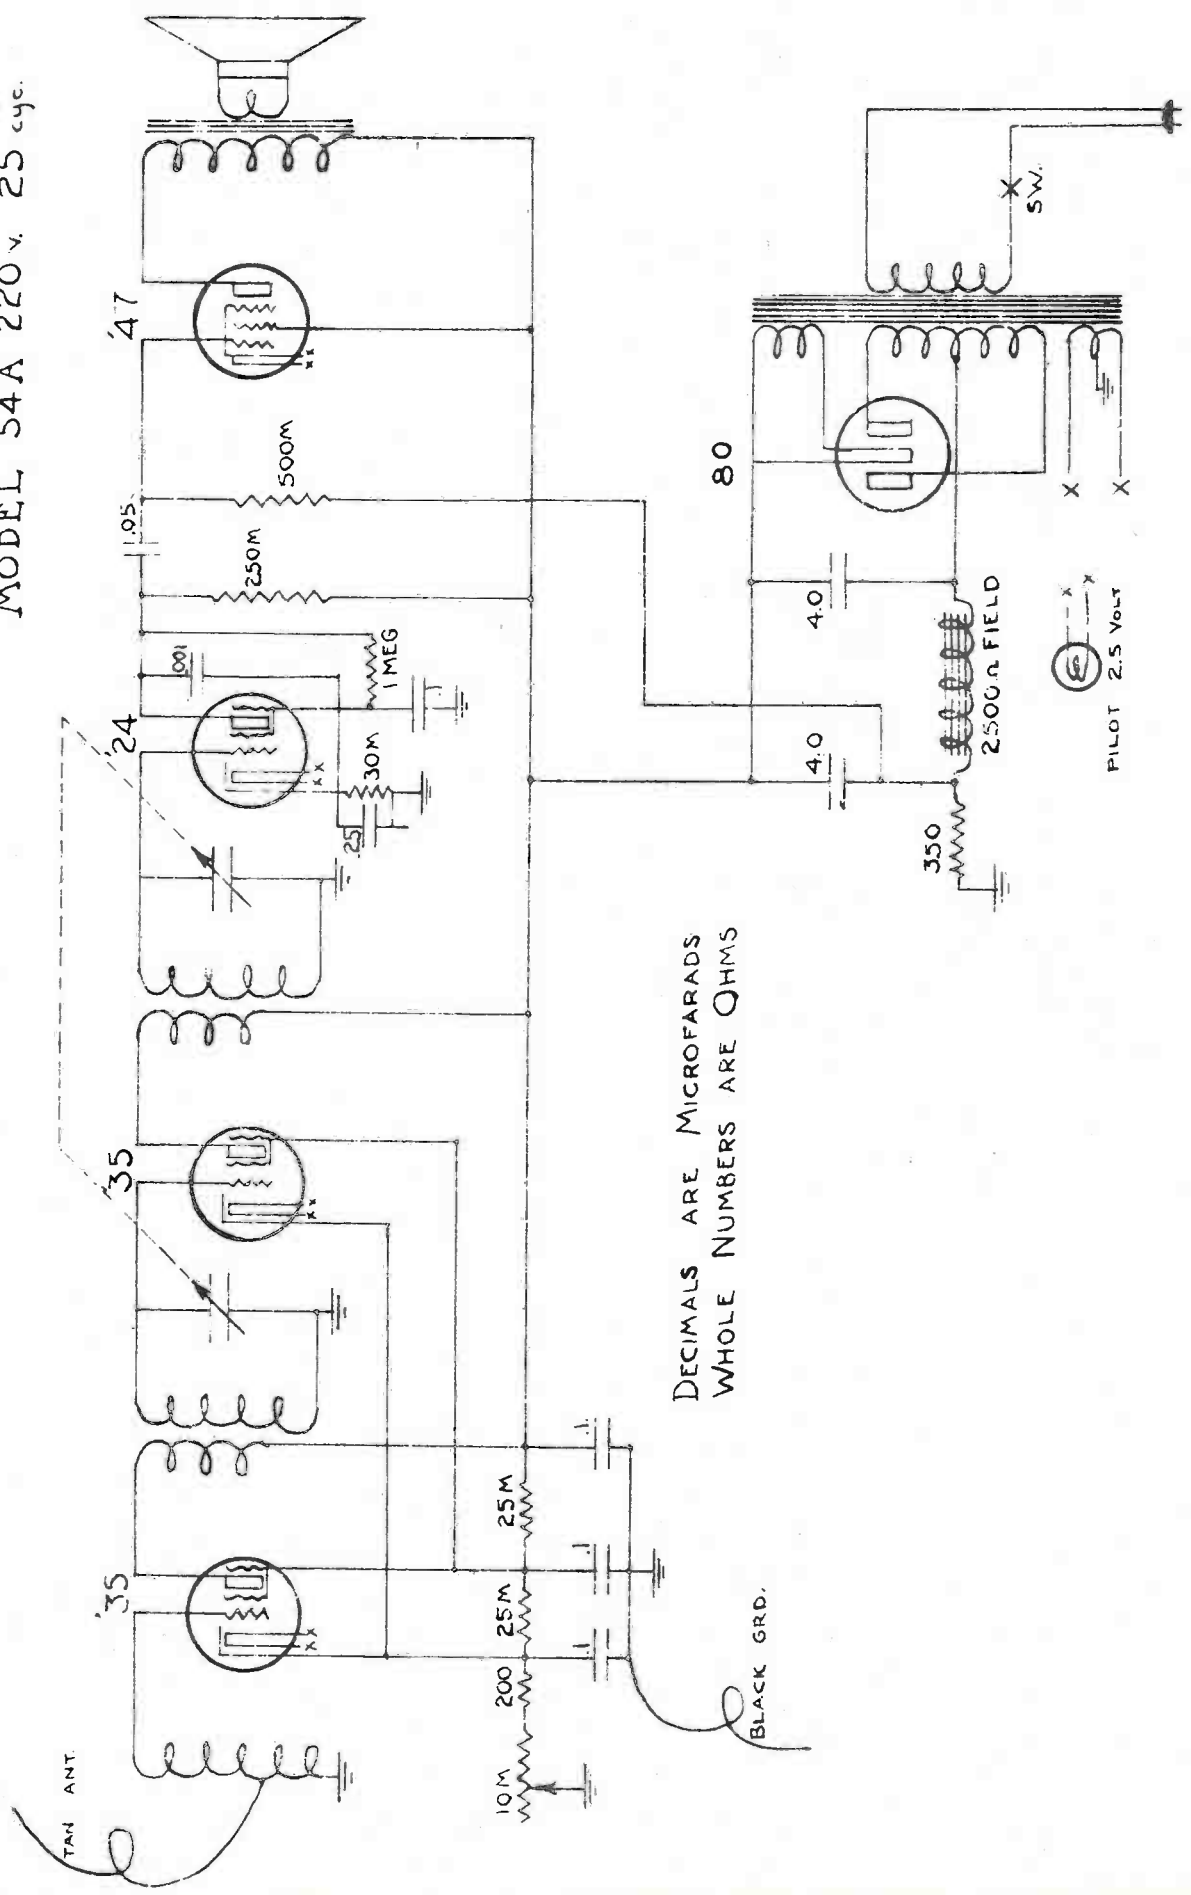 MODEL 54A 220 v. 25 cyc.
TAN ANT.
'35
'35
'24
'47
.001
.05
250M
500M
1 MEG
30M
.25
10M
200
25M
25M
.1
.1
.1
BLACK GRD.
DECIMALS ARE MICROFARADS
WHOLE NUMBERS ARE OHMS
80
4.0
4.0
350
2500Ω FIELD
PILOT 2.5 VOLT
SW.